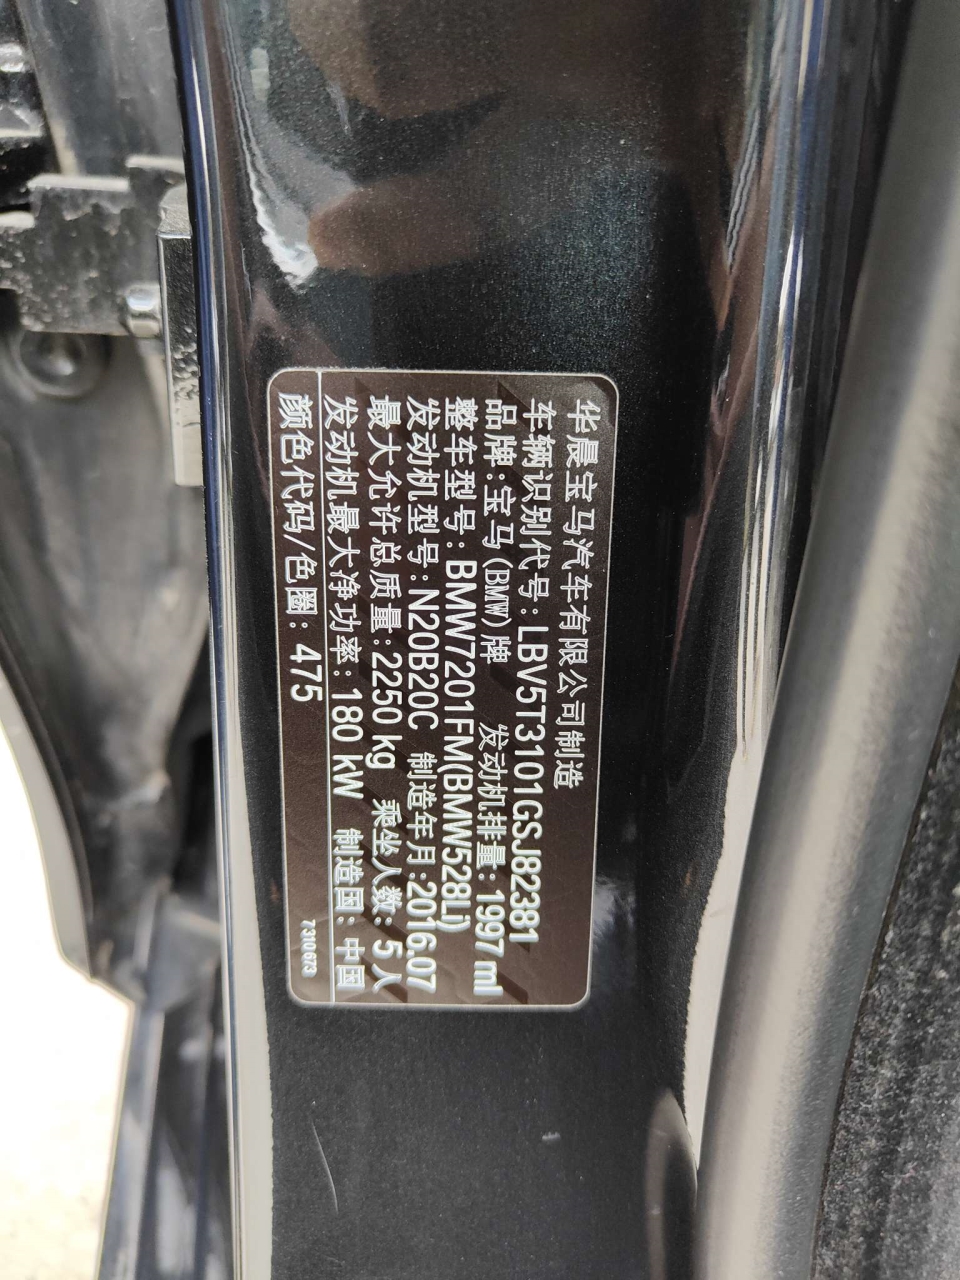 华晨宝马汽车有限公司制造
车辆识别代号: LBV5T3101GSJ82381
品牌:宝马(BMW)牌 发动机排量: 1997 ml
整车型号: BMW7201FM(BMW528Li)
发动机型号:N20B20C 制造年月:2016.07
最大允许总质量:2250 kg 乘坐人数: 5 人
发动机最大净功率: 180 kW 制造国: 中国
颜色代码/色圈: 475
7 310 673